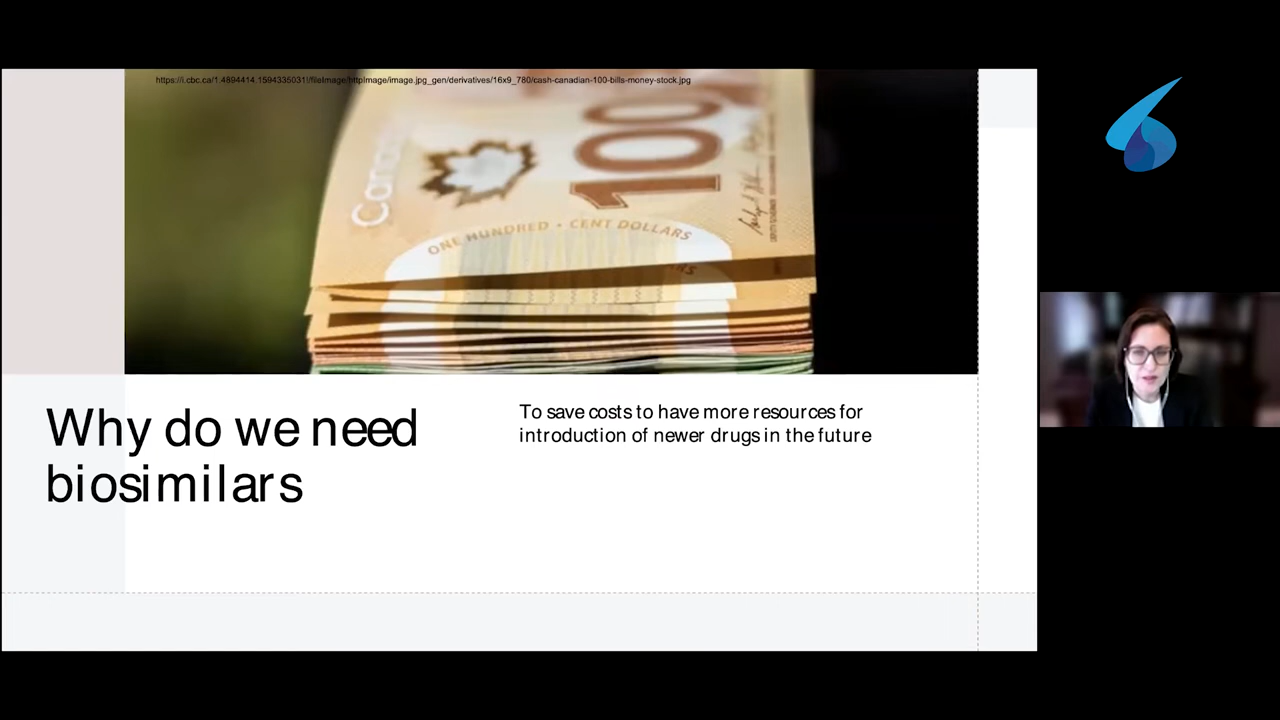 https://i.cbc.ca/1.4894414.1594335031!/fileImage/httpImage/image.jpg_gen/derivatives/16x9_780/cash-canadian-100-bills-money-stock.jpg
Canada
100
ONE HUNDRED • CENT DOLLARS
Why do we need
biosimilars
To save costs to have more resources for
introduction of newer drugs in the future